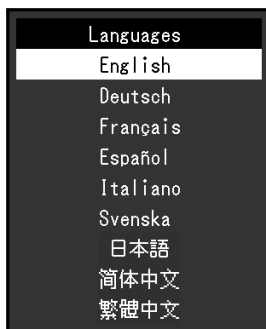 Languages
English
Deutsch
Français
Español
Italiano
Svenska
日本語
简体中文
繁體中文